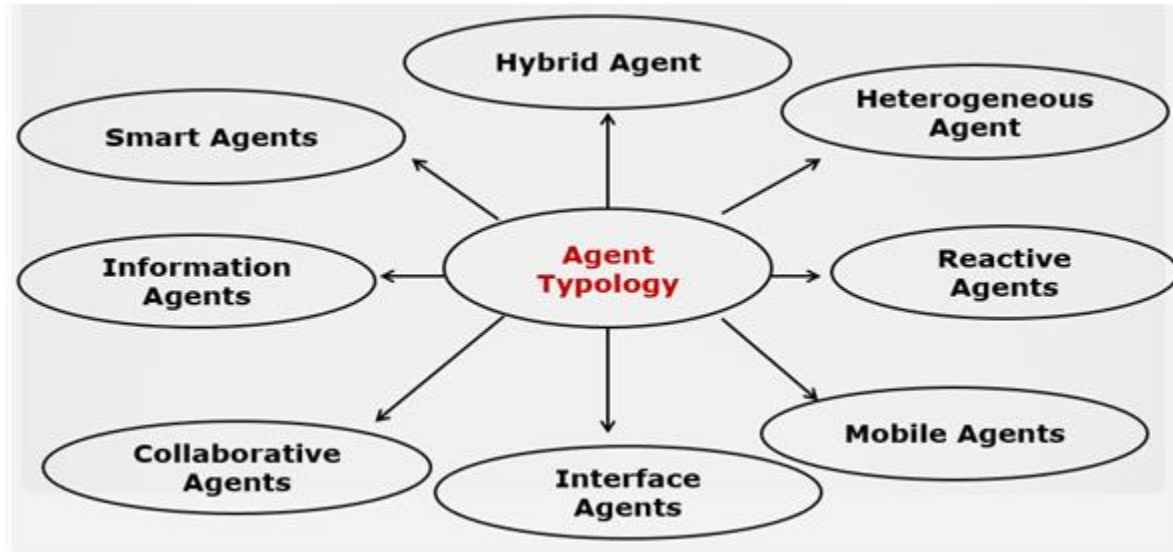 Hybrid Agent
Heterogeneous
Agent
Smart Agents
Agent
Typology
Information
Agents
Reactive
Agents
Collaborative
Agents
Interface
Agents
Mobile Agents